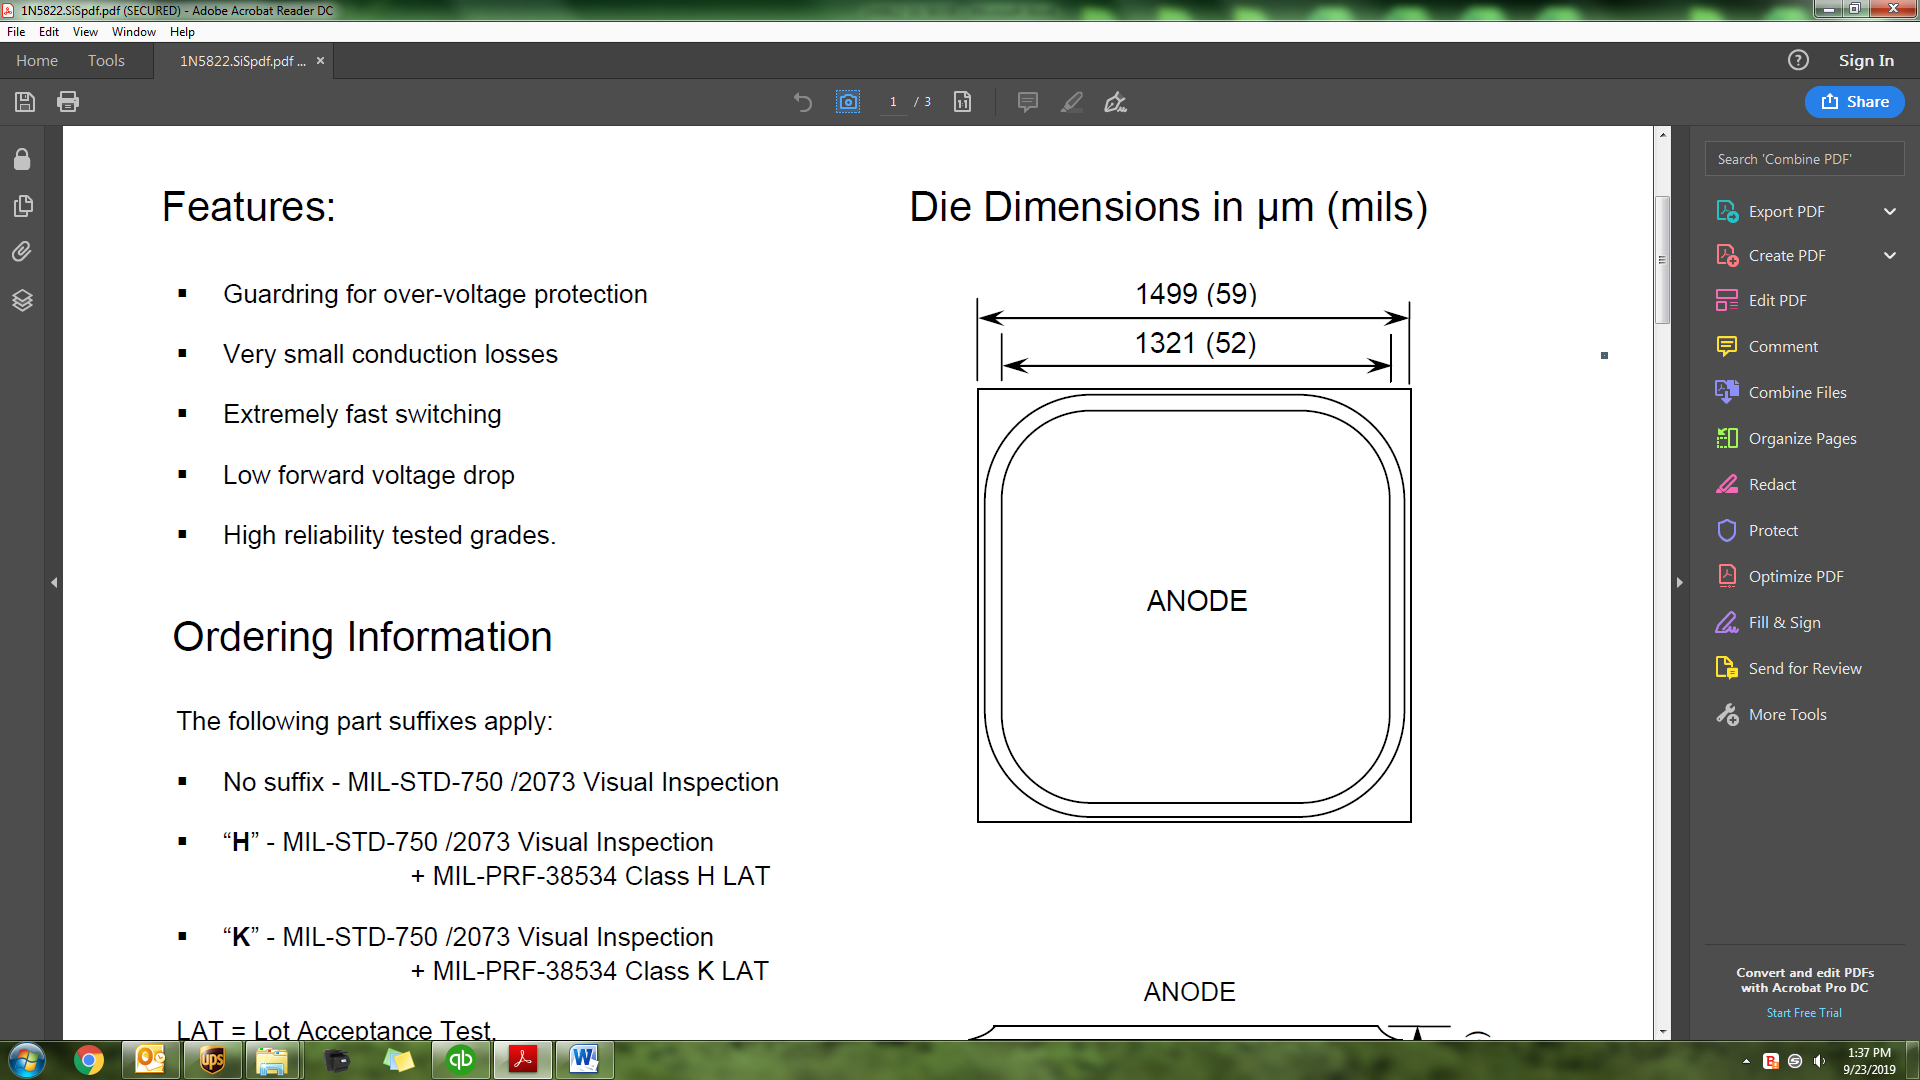 1N5822.SiSpdf.pdf (SECURED) - Adobe Acrobat Reader DC
File Edit View Window Help
Home Tools 1N5822.SiSpdf.pdf ... × Sign In
1 / 3
Share
Features:
Guardring for over-voltage protection
Very small conduction losses
Extremely fast switching
Low forward voltage drop
High reliability tested grades.
Ordering Information
The following part suffixes apply:
No suffix - MIL-STD-750 /2073 Visual Inspection
“H” - MIL-STD-750 /2073 Visual Inspection
+ MIL-PRF-38534 Class H LAT
“K” - MIL-STD-750 /2073 Visual Inspection
+ MIL-PRF-38534 Class K LAT
LAT = Lot Acceptance Test.
Die Dimensions in µm (mils)
1499 (59)
1321 (52)
ANODE
ANODE
Search 'Combine PDF'
Export PDF
Create PDF
Edit PDF
Comment
Combine Files
Organize Pages
Redact
Protect
Optimize PDF
Fill & Sign
Send for Review
More Tools
Convert and edit PDFs
with Acrobat Pro DC
Start Free Trial
ups
qb
W
1:37 PM
9/23/2019